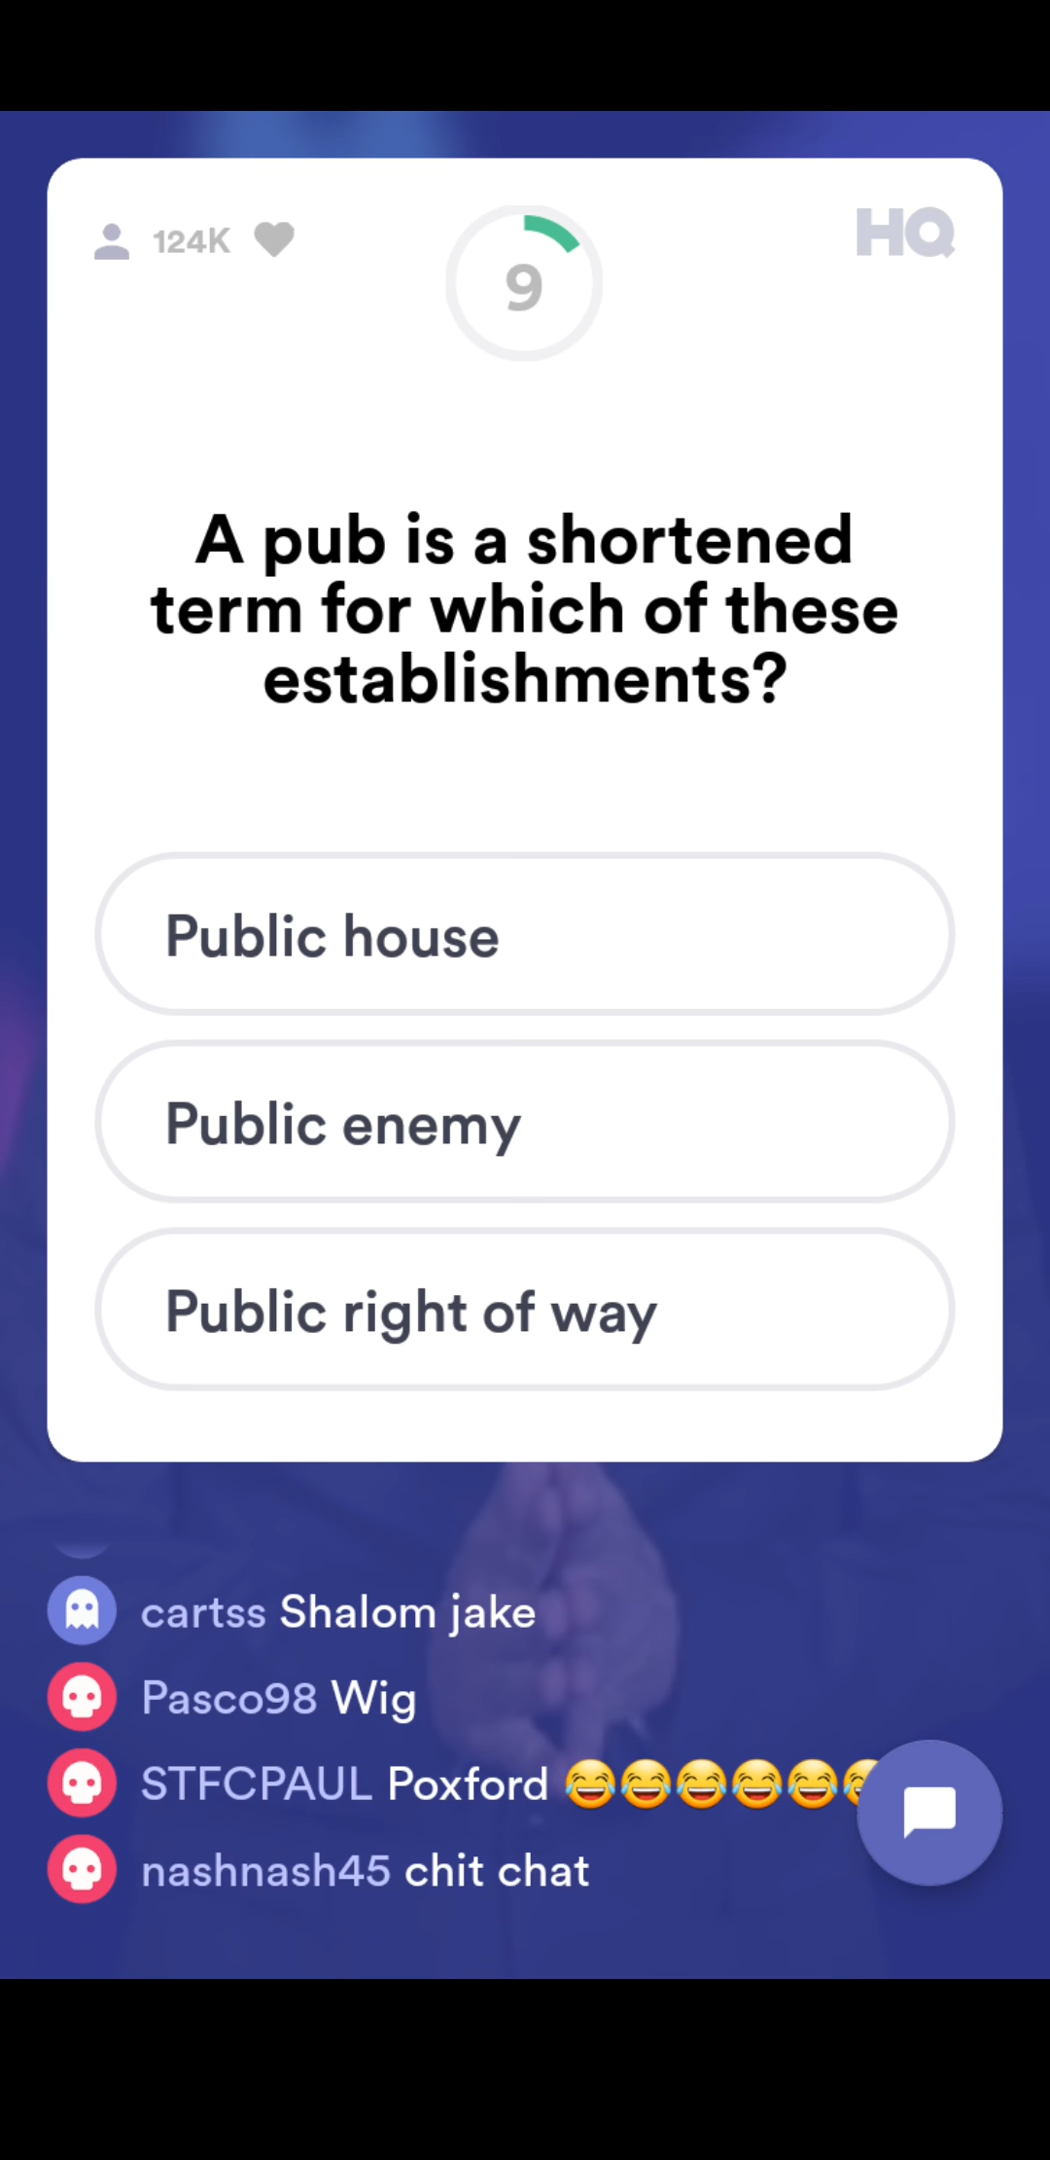 124K
9
HQ
A pub is a shortened
term for which of these
establishments?
Public house
Public enemy
Public right of way
cartss Shalom jake
Pasco98 Wig
STFCPAUL Poxford 😂😂😂😂😂😂
nashnash45 chit chat